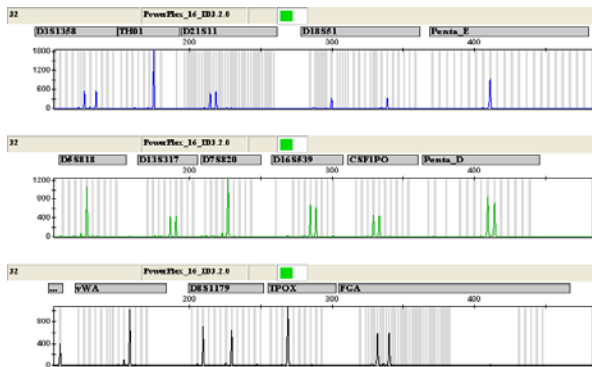 32 PowerPlex_16_ID3.2.0
D3S1358 TH01 D21S11 D18S51 Penta_E
200 300 400
1800
1200
600
0
32 PowerPlex_16_ID3.2.0
D5S818 D13S317 D7S820 D16S539 CSF1PO Penta_D
200 300 400
1200
800
400
0
32 PowerPlex_16_ID3.2.0
... vWA D8S1179 TPOX FGA
200 300 400
800
400
0